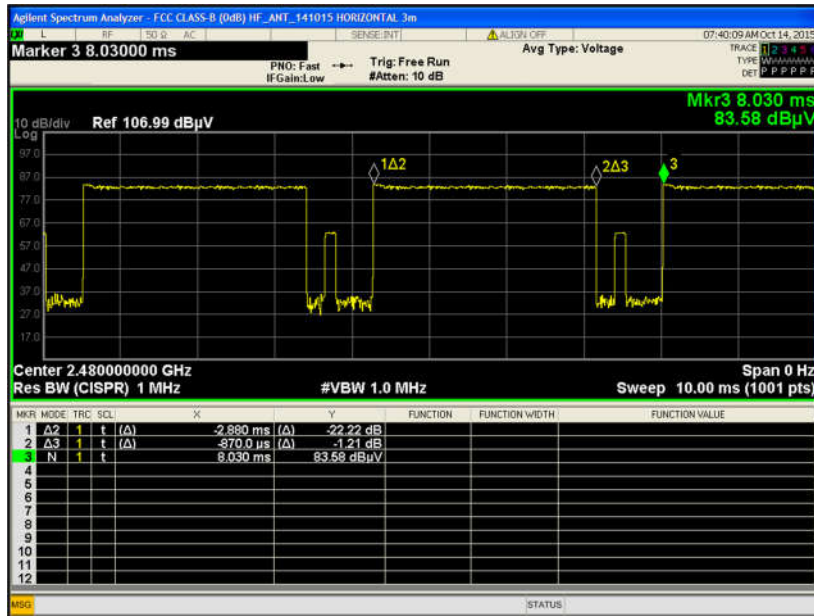 Agilent Spectrum Analyzer - FCC CLASS-B (0dB) HF_ANT_141015 HORIZONTAL 3m
L RF 50 Ω AC SENSE:INT ALIGN OFF 07:40:09 AM Oct 14, 2015
Marker 3 8.03000 ms
PNO: Fast
IFGain:Low
Trig: Free Run
#Atten: 10 dB
Avg Type: Voltage
TRACE 1 2 3 4 5
TYPE W
DET P P P P P
Mkr3 8.030 ms
83.58 dBµV
10 dB/div Ref 106.99 dBµV
Log
97.0
87.0
77.0
67.0
57.0
47.0
37.0
27.0
17.0
1Δ2
2Δ3
3
Center 2.480000000 GHz Span 0 Hz
Res BW (CISPR) 1 MHz #VBW 1.0 MHz Sweep 10.00 ms (1001 pts)
MKR MODE TRC SCL X Y FUNCTION FUNCTION WIDTH FUNCTION VALUE
1 Δ2 1 t (Δ) -2.880 ms (Δ) -22.22 dB
2 Δ3 1 t (Δ) -870.0 µs (Δ) -1.21 dB
3 N 1 t 8.030 ms 83.58 dBµV
4
5
6
7
8
9
10
11
12
MSG STATUS